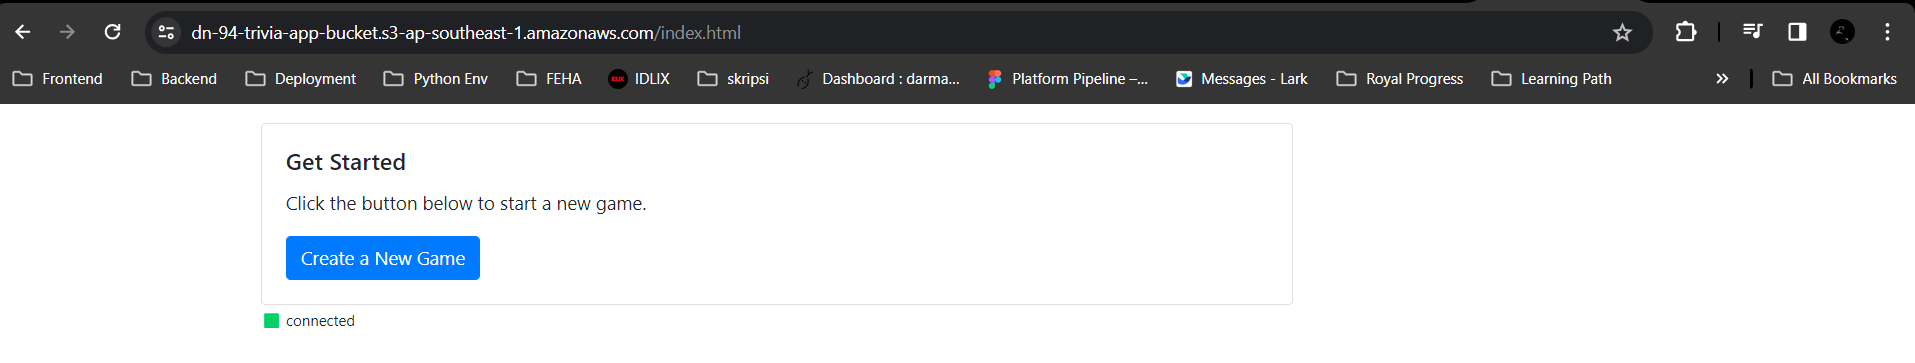 dn-94-trivia-app-bucket.s3-ap-southeast-1.amazonaws.com/index.html
Frontend Backend Deployment Python Env FEHA IDLIX skripsi Dashboard : darma... Platform Pipeline –... Messages - Lark Royal Progress Learning Path » All Bookmarks
Get Started
Click the button below to start a new game.
Create a New Game
connected